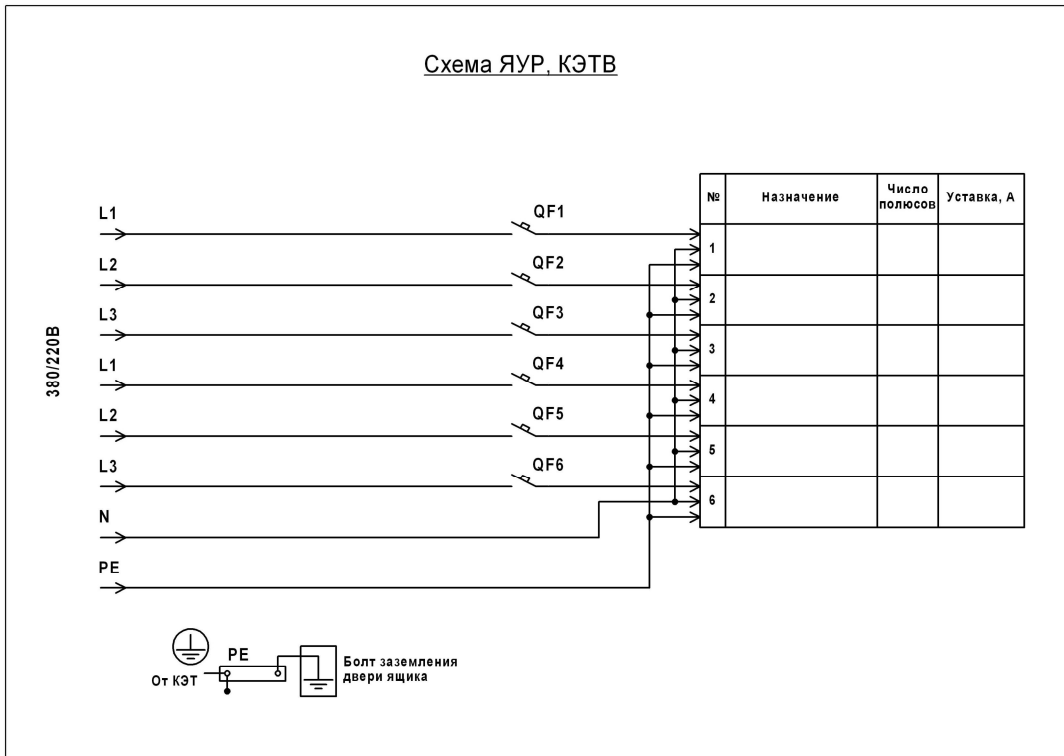 Схема ЯУР, КЭТВ
№ Назначение Число полюсов Уставка, А
L1 QF1
1
L2 QF2
2
L3 QF3
3
380/220В
L1 QF4
4
L2 QF5
5
L3 QF6
6
N
PE
PE
От КЭТ
Болт заземления
двери ящика